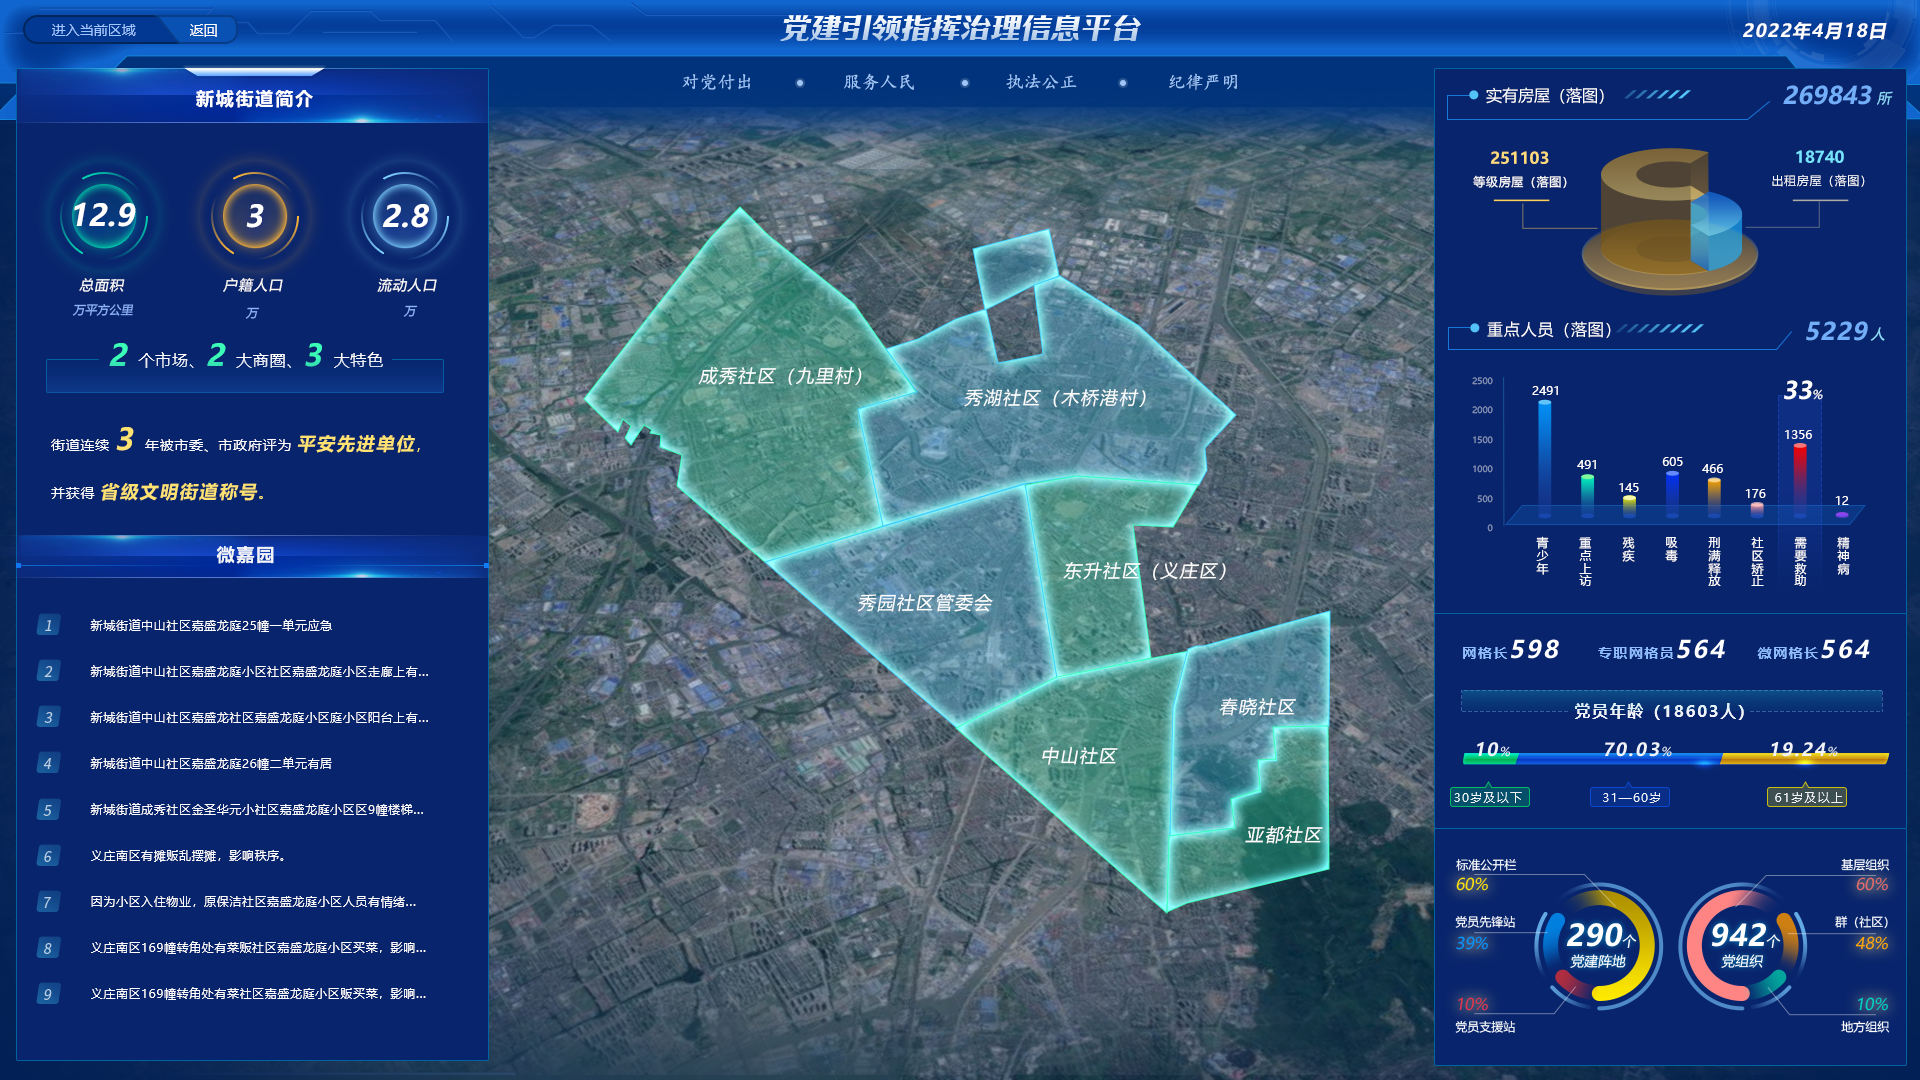 进入当前区域
返回
党建引领指挥治理信息平台
2022年4月18日
对党付出
服务人民
执法公正
纪律严明
新城街道简介
12.9
3
2.8
总面积
户籍人口
流动人口
万平方公里
万
万
2 个市场、2 大商圈、3 大特色
街道连续 3 年被市委、市政府评为 平安先进单位,
并获得 省级文明街道称号。
微嘉园
1 新城街道中山社区嘉盛龙庭25幢一单元应急
2 新城街道中山社区嘉盛龙庭小区社区嘉盛龙庭小区走廊上有...
3 新城街道中山社区嘉盛龙社区嘉盛龙庭小区庭小区阳台上有...
4 新城街道中山社区嘉盛龙庭26幢二单元有居
5 新城街道成秀社区金圣华元小社区嘉盛龙庭小区区9幢楼梯...
6 义庄南区有摊贩乱摆摊，影响秩序。
7 因为小区入住物业，原保洁社区嘉盛龙庭小区人员有情绪...
8 义庄南区169幢转角处有菜贩社区嘉盛龙庭小区买菜，影响...
9 义庄南区169幢转角处有菜社区嘉盛龙庭小区贩买菜，影响...
成秀社区（九里村）
秀湖社区（木桥港村）
东升社区（义庄区）
秀园社区管委会
春晓社区
中山社区
亚都社区
实有房屋（落图）
269843 所
251103
等级房屋（落图）
18740
出租房屋（落图）
重点人员（落图）
5229 人
2500
2000
1500
1000
500
0
2491
491
145
605
466
176
33%
1356
12
青少年
重点上访
残疾
吸毒
刑满释放
社区矫正
需要救助
精神病
网格长 598
专职网格员 564
微网格长 564
党员年龄（18603人）
10%
70.03%
19.24%
30岁及以下
31—60岁
61岁及以上
标准公开栏
60%
党员先锋站
39%
10%
党员支援站
290个
党建阵地
942个
党组织
基层组织
60%
群（社区）
48%
10%
地方组织